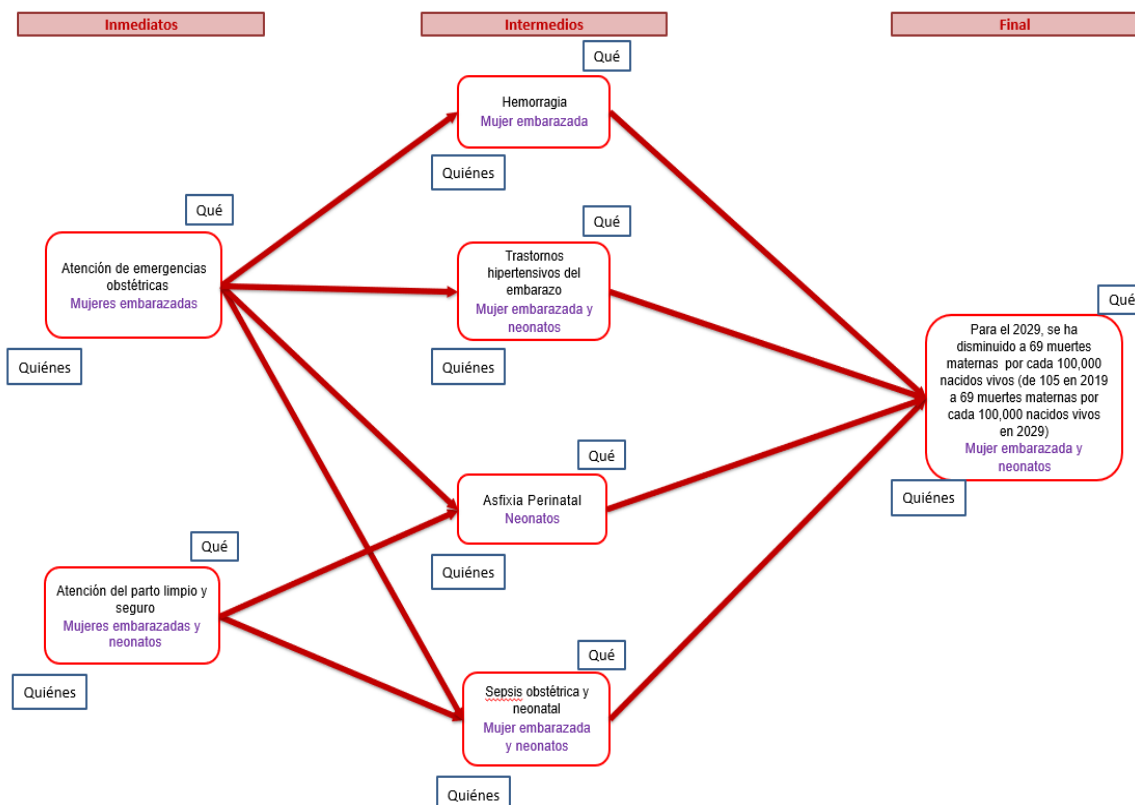 Inmediatos
Intermedios
Final
Qué
Hemorragia
Mujer embarazada
Quiénes
Qué
Atención de emergencias
obstétricas
Mujeres embarazadas
Quiénes
Qué
Trastornos
hipertensivos del
embarazo
Mujer embarazada y
neonatos
Quiénes
Qué
Para el 2029, se ha
disminuido a 69 muertes
maternas por cada 100,000
nacidos vivos (de 105 en 2019
a 69 muertes maternas por
cada 100,000 nacidos vivos
en 2029)
Mujer embarazada y
neonatos
Quiénes
Qué
Asfixia Perinatal
Neonatos
Quiénes
Qué
Atención del parto limpio y
seguro
Mujeres embarazadas y
neonatos
Quiénes
Qué
Sepsis obstétrica y
neonatal
Mujer embarazada
y neonatos
Quiénes